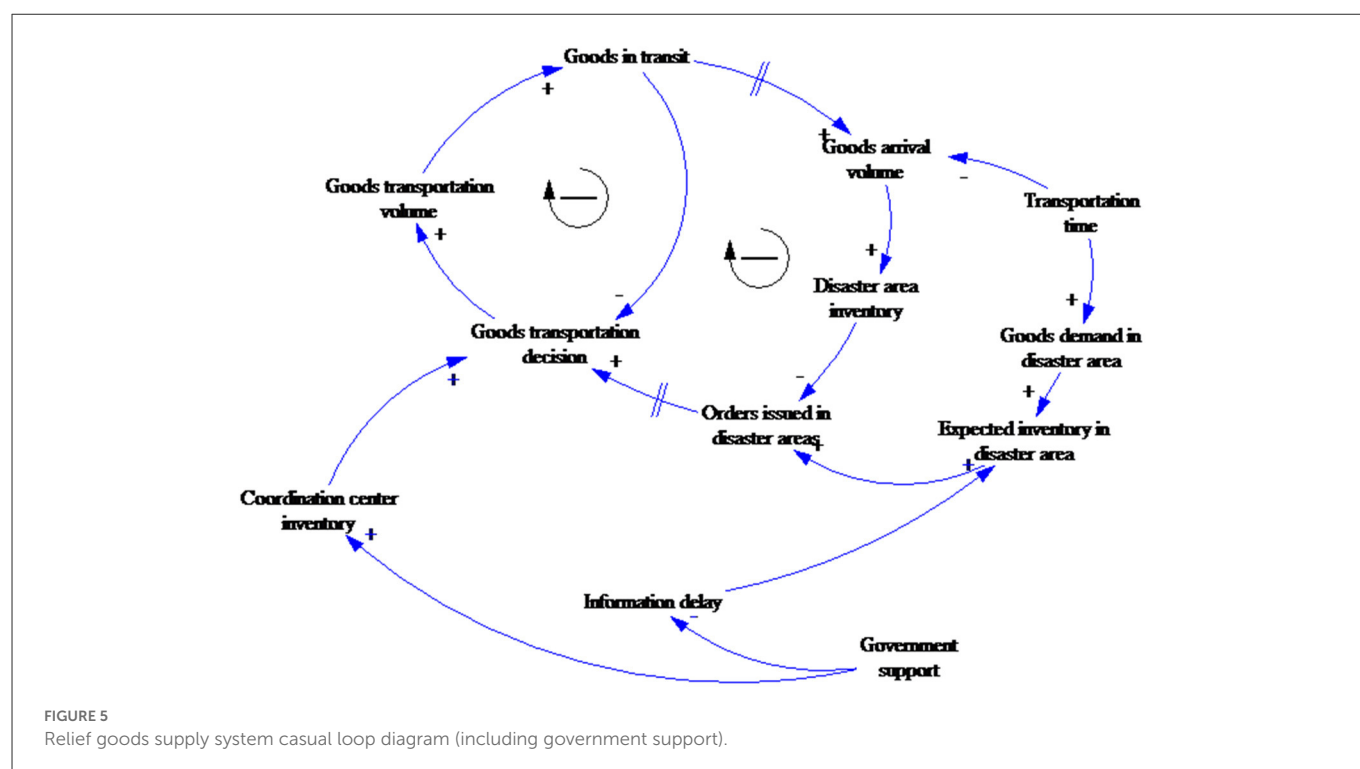 Goods in transit
+
//
+
Goods arrival
volume
-
Goods transportation
volume
+
Transportation
time
+
+
-
Disaster area
inventory
Goods transportation
decision
+
+
-
Goods demand in
disaster area
+
//
Orders issued in
disaster areas
+
Expected inventory in
disaster area
+
Coordination center
inventory
+
Information delay
-
Government
support
FIGURE 5
Relief goods supply system casual loop diagram (including government support).